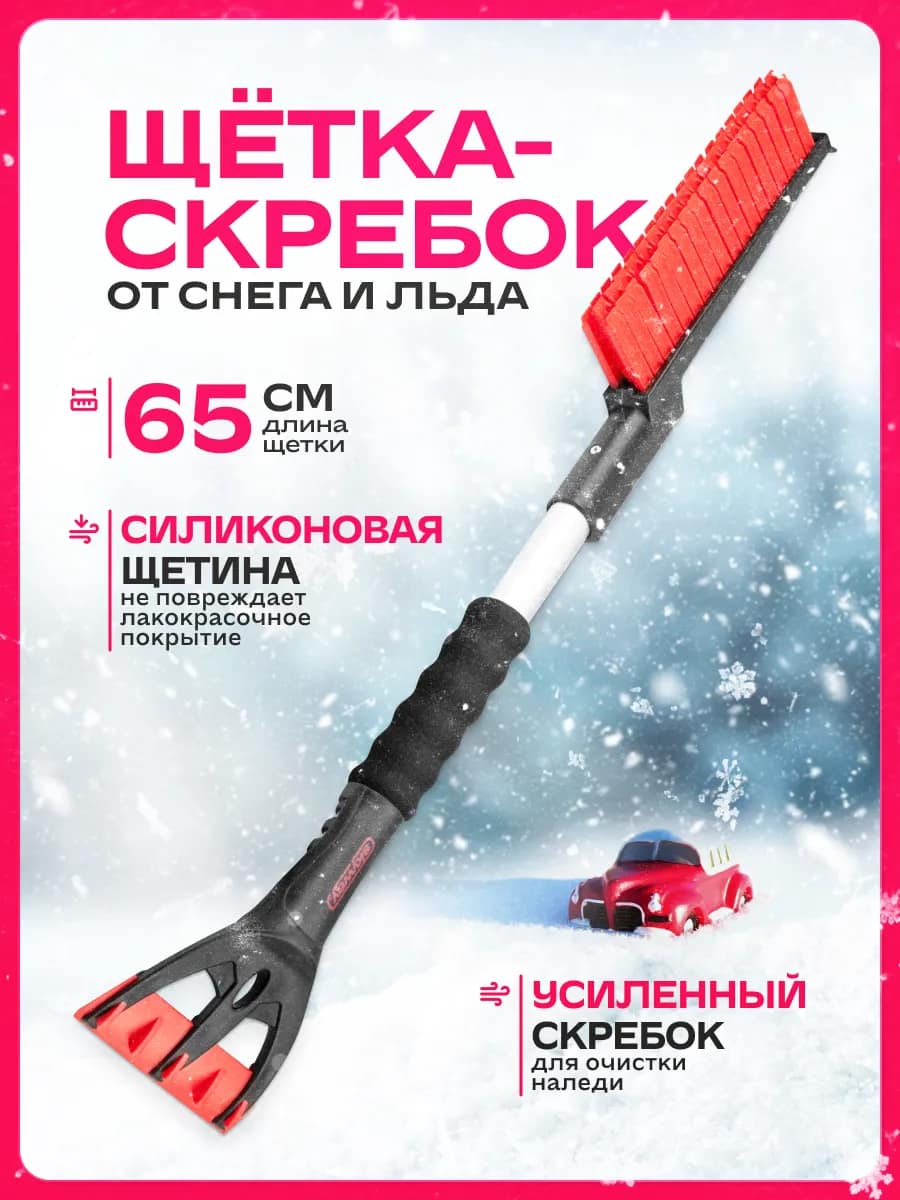 ЩЁТКА-
СКРЕБОК
ОТ СНЕГА И ЛЬДА
65 СМ
длина
щетки
СИЛИКОНОВАЯ
ЩЕТИНА
не повреждает
лакокрасочное
покрытие
УСИЛЕННЫЙ
СКРЕБОК
для очистки
наледи